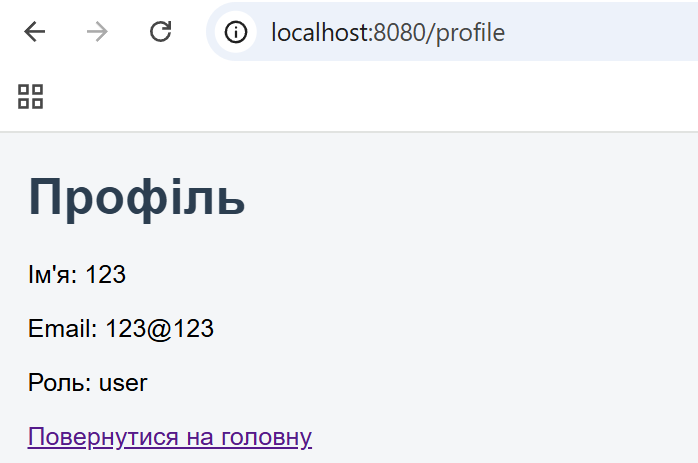 localhost:8080/profile
Профіль
Ім'я: 123
Email: 123@123
Роль: user
Повернутися на головну